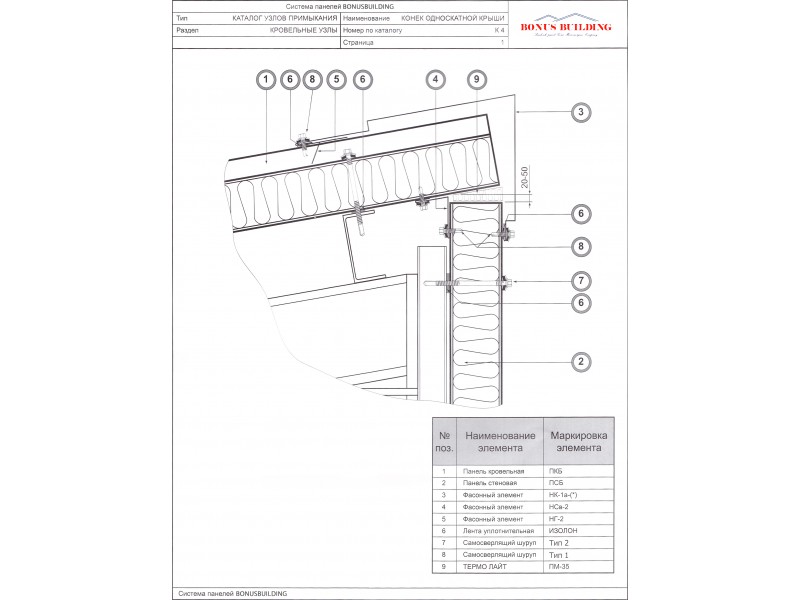 Система панелей BONUSBUILDING
Тип КАТАЛОГ УЗЛОВ ПРИМЫКАНИЯ Наименование КОНЕК ОДНОСКАТНОЙ КРЫШИ
Раздел КРОВЕЛЬНЫЕ УЗЛЫ Номер по каталогу К.4
Страница 1
BONUS BUILDING
1 6 8 5 6 4 9
3
20-50
6
8
7
6
2
№ поз. Наименование элемента Маркировка элемента
1 Панель кровельная ПКБ
2 Панель стеновая ПСБ
3 Фасонный элемент НК-1а-(*)
4 Фасонный элемент НСв-2
5 Фасонный элемент НГ-2
6 Лента уплотнительная ИЗОЛОН
7 Самосверлящий шуруп Тип 2
8 Самосверлящий шуруп Тип 1
9 ТЕРМО ЛАЙТ ПМ-35
Система панелей BONUSBUILDING